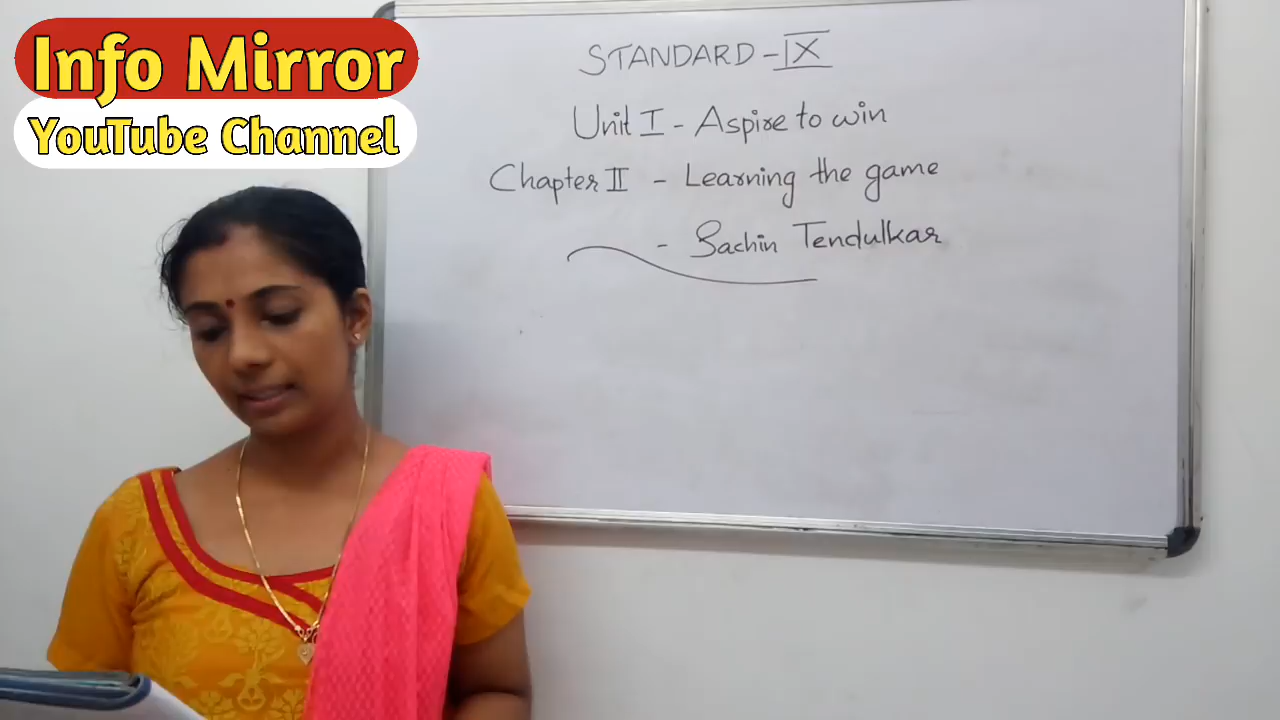 Info Mirror
YouTube Channel
STANDARD - IX
Unit I - Aspire to win
Chapter II - Learning the game
- Sachin Tendulkar